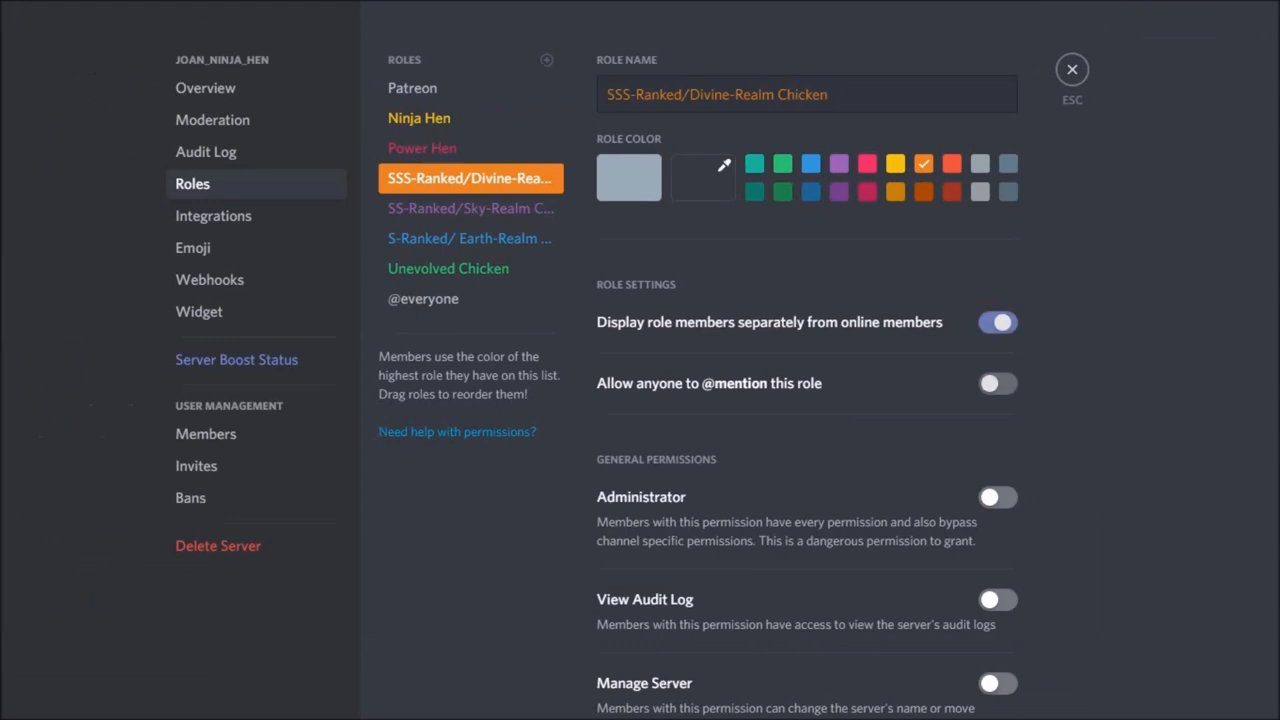 JOAN_NINJA_HEN
Overview
Moderation
Audit Log
Roles
Integrations
Emoji
Webhooks
Widget
Server Boost Status
USER MANAGEMENT
Members
Invites
Bans
Delete Server
ROLES
Patreon
Ninja Hen
Power Hen
SSS-Ranked/Divine-Rea...
SS-Ranked/Sky-Realm C...
S-Ranked/ Earth-Realm ...
Unevolved Chicken
@everyone
Members use the color of the
highest role they have on this list.
Drag roles to reorder them!
Need help with permissions?
ROLE NAME
SSS-Ranked/Divine-Realm Chicken
ROLE COLOR
ROLE SETTINGS
Display role members separately from online members
Allow anyone to @mention this role
GENERAL PERMISSIONS
Administrator
Members with this permission have every permission and also bypass
channel specific permissions. This is a dangerous permission to grant.
View Audit Log
Members with this permission have access to view the server's audit logs
Manage Server
Members with this permission can change the server's name or move
ESC